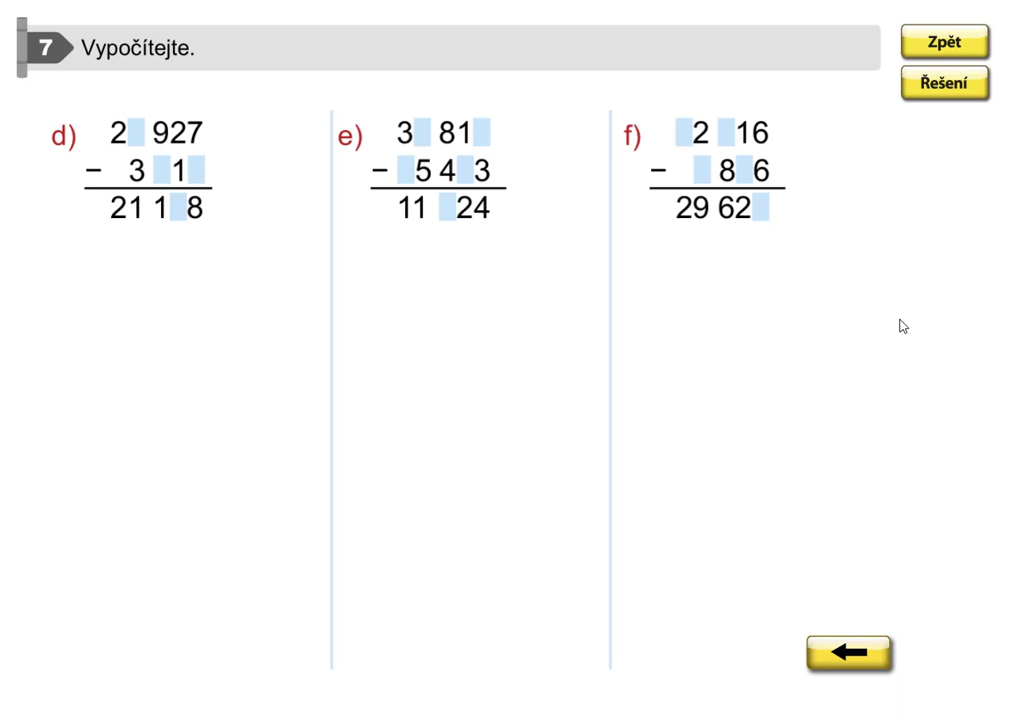 7 Vypočítejte.
Zpět
Řešení
d) 2 927
− 3 1
21 1 8
e) 3 81
− 5 4 3
11 24
f) 2 16
− 8 6
29 62